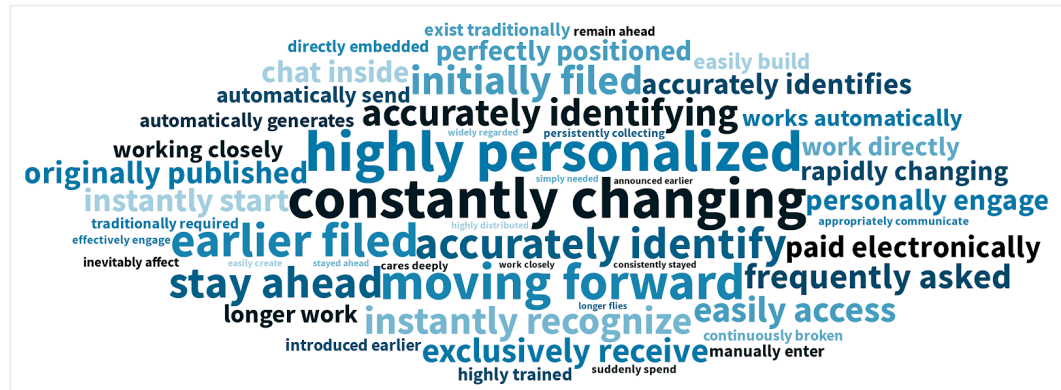 exist traditionally remain ahead
directly embedded perfectly positioned easily build
chat inside initially filed accurately identifies
automatically send
automatically generates accurately identifying works automatically
widely regarded persistently collecting
working closely highly personalized work directly
originally published rapidly changing
simply needed announced earlier
instantly start constantly changing personally engage
traditionally required highly distributed appropriately communicate
effectively engage earlier filed accurately identify paid electronically
inevitably affect easily create stayed ahead cares deeply work closely consistently stayed
stay ahead moving forward frequently asked
longer flies
longer work instantly recognize easily access
continuously broken
introduced earlier exclusively receive manually enter
highly trained suddenly spend